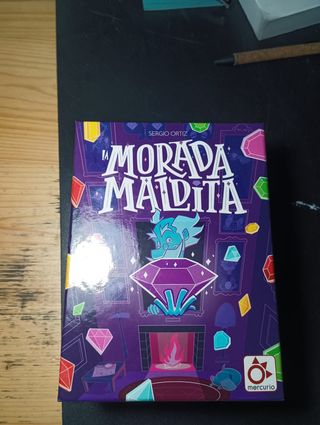 SERGIO ORTIZ
LA
MORADA
MALDITA
mercurio